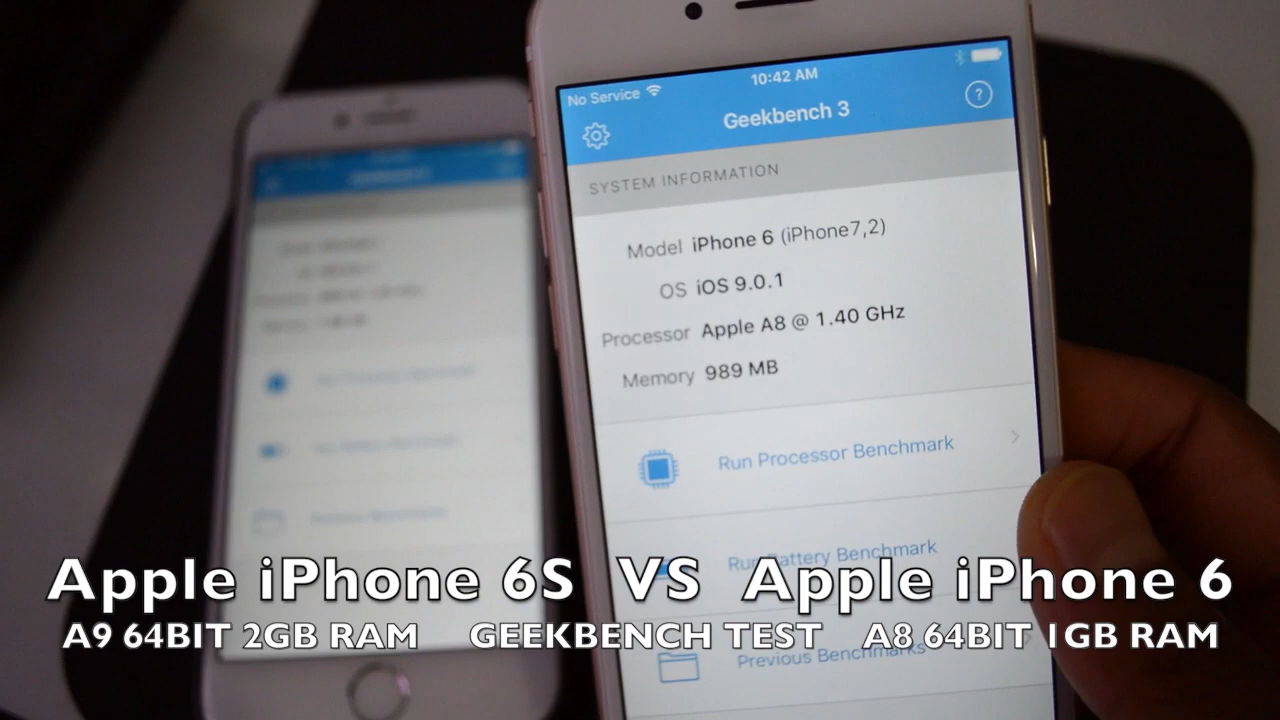 10:42 AM
No Service
Geekbench 3
?
SYSTEM INFORMATION
Model iPhone 6 (iPhone7,2)
OS iOS 9.0.1
Processor Apple A8 @ 1.40 GHz
Memory 989 MB
Run Processor Benchmark
Run Battery Benchmark
Previous Benchmarks
Apple iPhone 6S VS Apple iPhone 6
A9 64BIT 2GB RAM GEEKBENCH TEST A8 64BIT 1GB RAM